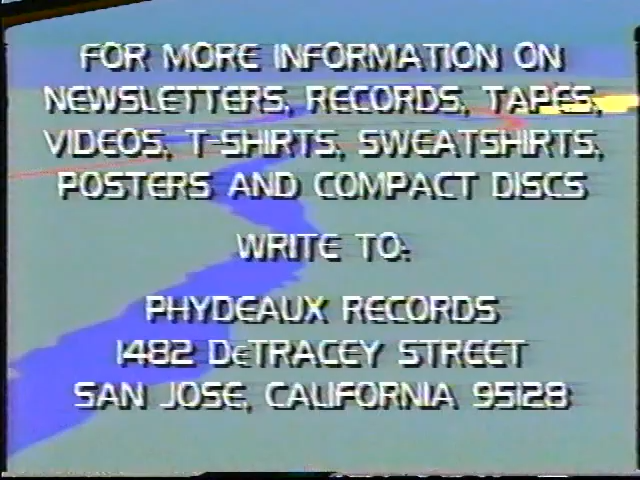 FOR MORE INFORMATION ON
NEWSLETTERS, RECORDS, TAPES,
VIDEOS, T-SHIRTS, SWEATSHIRTS,
POSTERS AND COMPACT DISCS
WRITE TO:
PHYDEAUX RECORDS
1482 DeTRACEY STREET
SAN JOSE, CALIFORNIA 95128